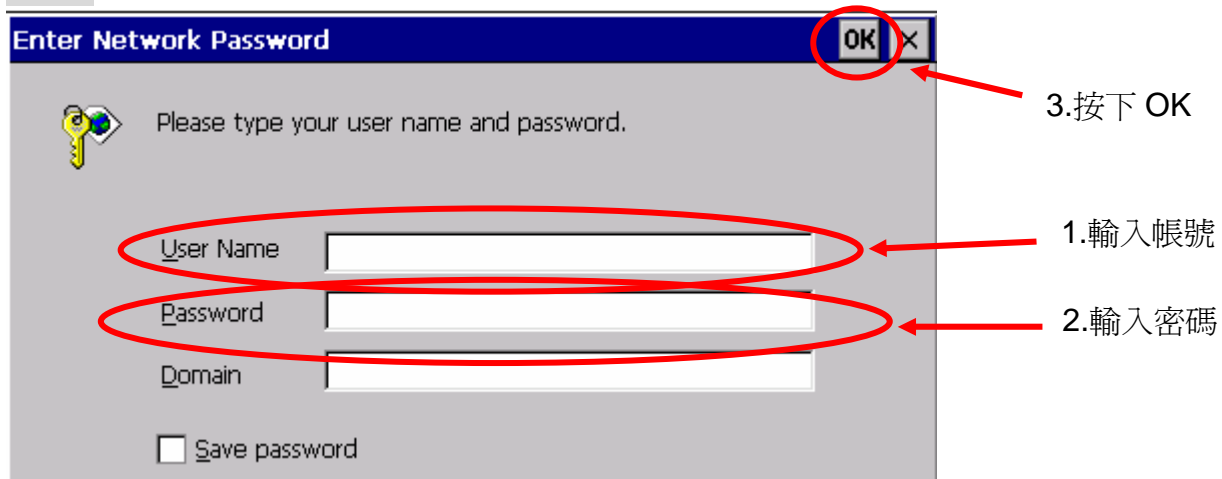 Enter Network Password OK ×
3.按下 OK
Please type your user name and password.
User Name
1.輸入帳號
Password
2.輸入密碼
Domain
Save password